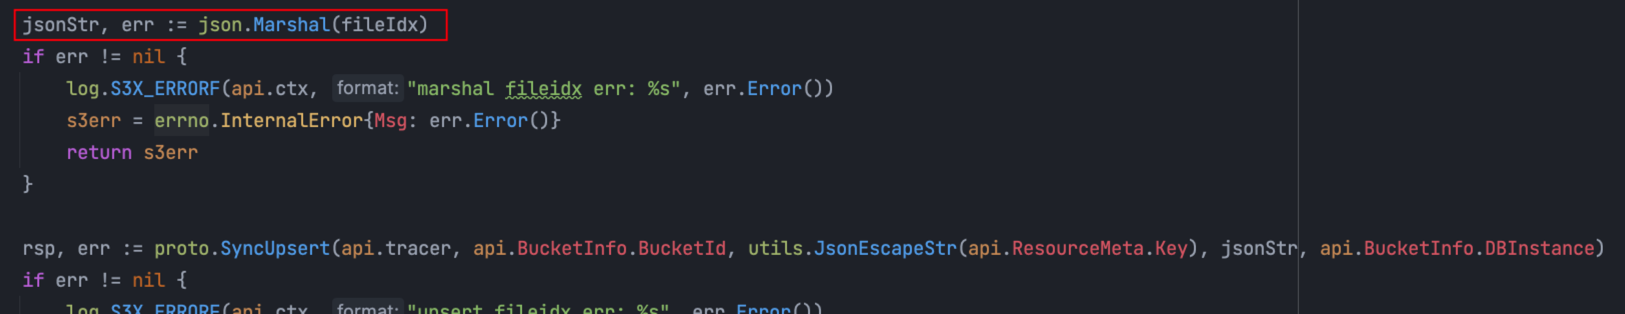 jsonStr, err := json.Marshal(fileIdx)
if err != nil {
log.S3X_ERRORF(api.ctx, format: "marshal fileidx err: %s", err.Error())
s3err = errno.InternalError{Msg: err.Error()}
return s3err
}
rsp, err := proto.SyncUpsert(api.tracer, api.BucketInfo.BucketId, utils.JsonEscapeStr(api.ResourceMeta.Key), jsonStr, api.BucketInfo.DBInstance)
if err != nil {
log.S3X_ERRORF(api.ctx, format: "upsert fileidx err: %s", err.Error())